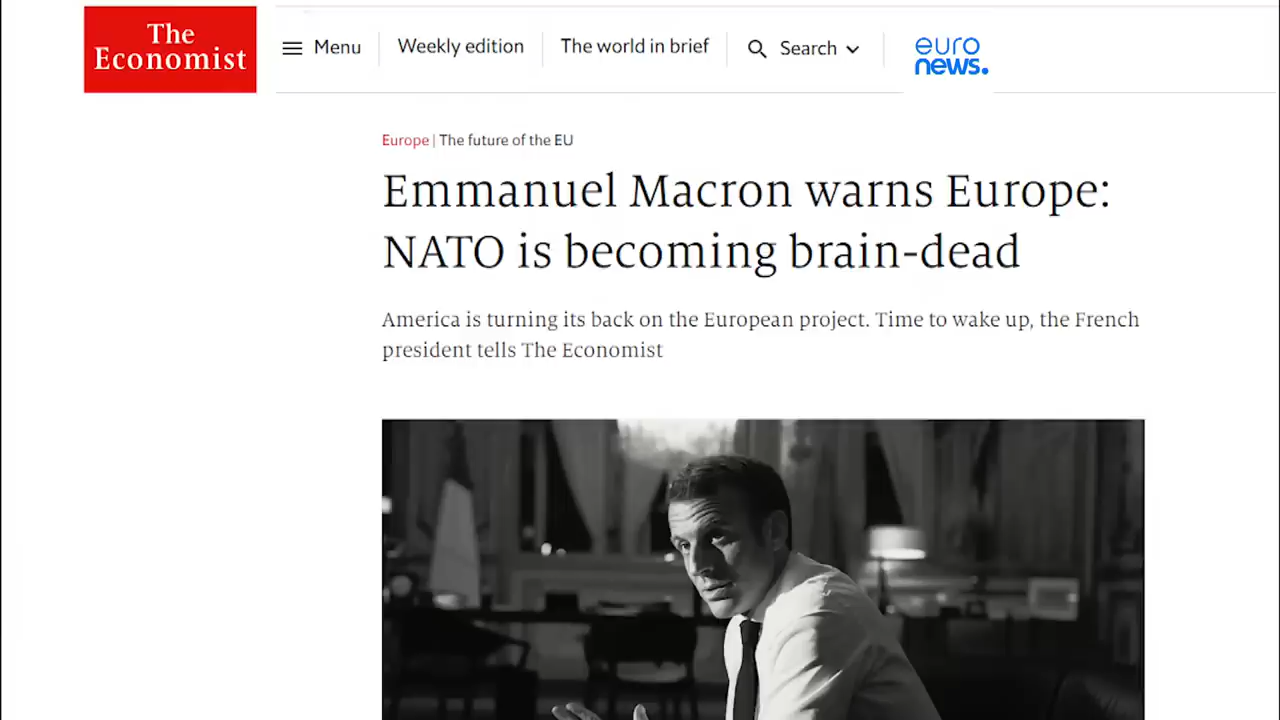 The
Economist
Menu
Weekly edition
The world in brief
Search
euro
news.
Europe | The future of the EU
Emmanuel Macron warns Europe:
NATO is becoming brain-dead
America is turning its back on the European project. Time to wake up, the French
president tells The Economist